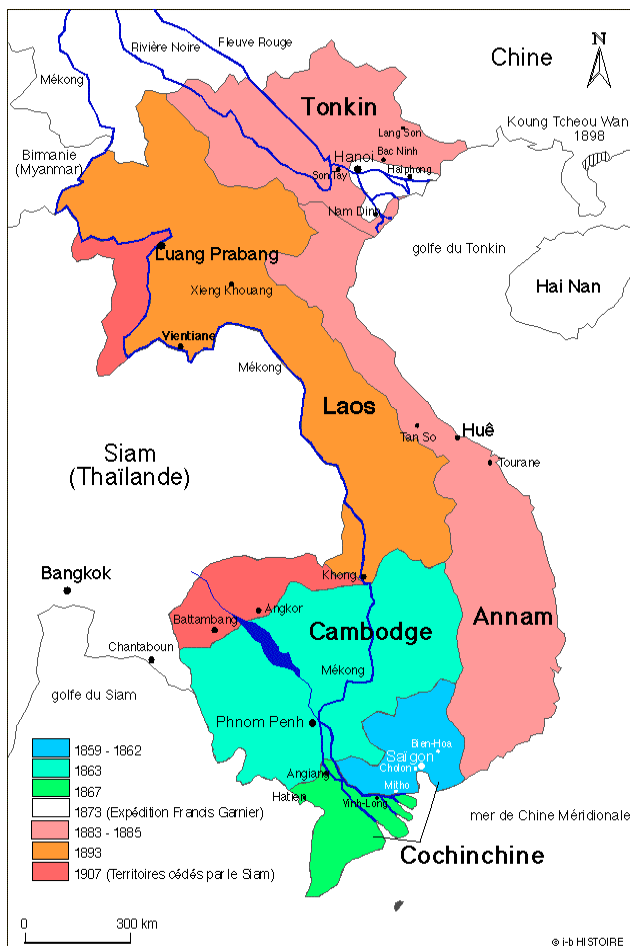 Fleuve Rouge
Rivière Noire
Chine
N
Mékong
Tonkin
Koung Tcheou Wan
1898
Lang Son
Birmanie
(Myanmar)
Bac Ninh
Hanoi
Son Tay
Haiphong
Nam Dinh
golfe du Tonkin
Luang Prabang
Hai Nan
Xieng Khouang
Vientiane
Mékong
Laos
Siam
(Thaïlande)
Tan So
Huê
Tourane
Bangkok
Khong
Angkor
Battambang
Cambodge
Annam
Chantaboun
Mékong
golfe du Siam
Phnom Penh
Bien-Hoa
Saïgon
Cholon
Angiang
Mitho
Hatien
Vinh-Long
mer de Chine Méridionale
Cochinchine
1859 - 1862
1863
1867
1873 (Expédition Francis Garnier)
1883 - 1885
1893
1907 (Territoires cédés par le Siam)
0 300 km
© i-b HISTOIRE